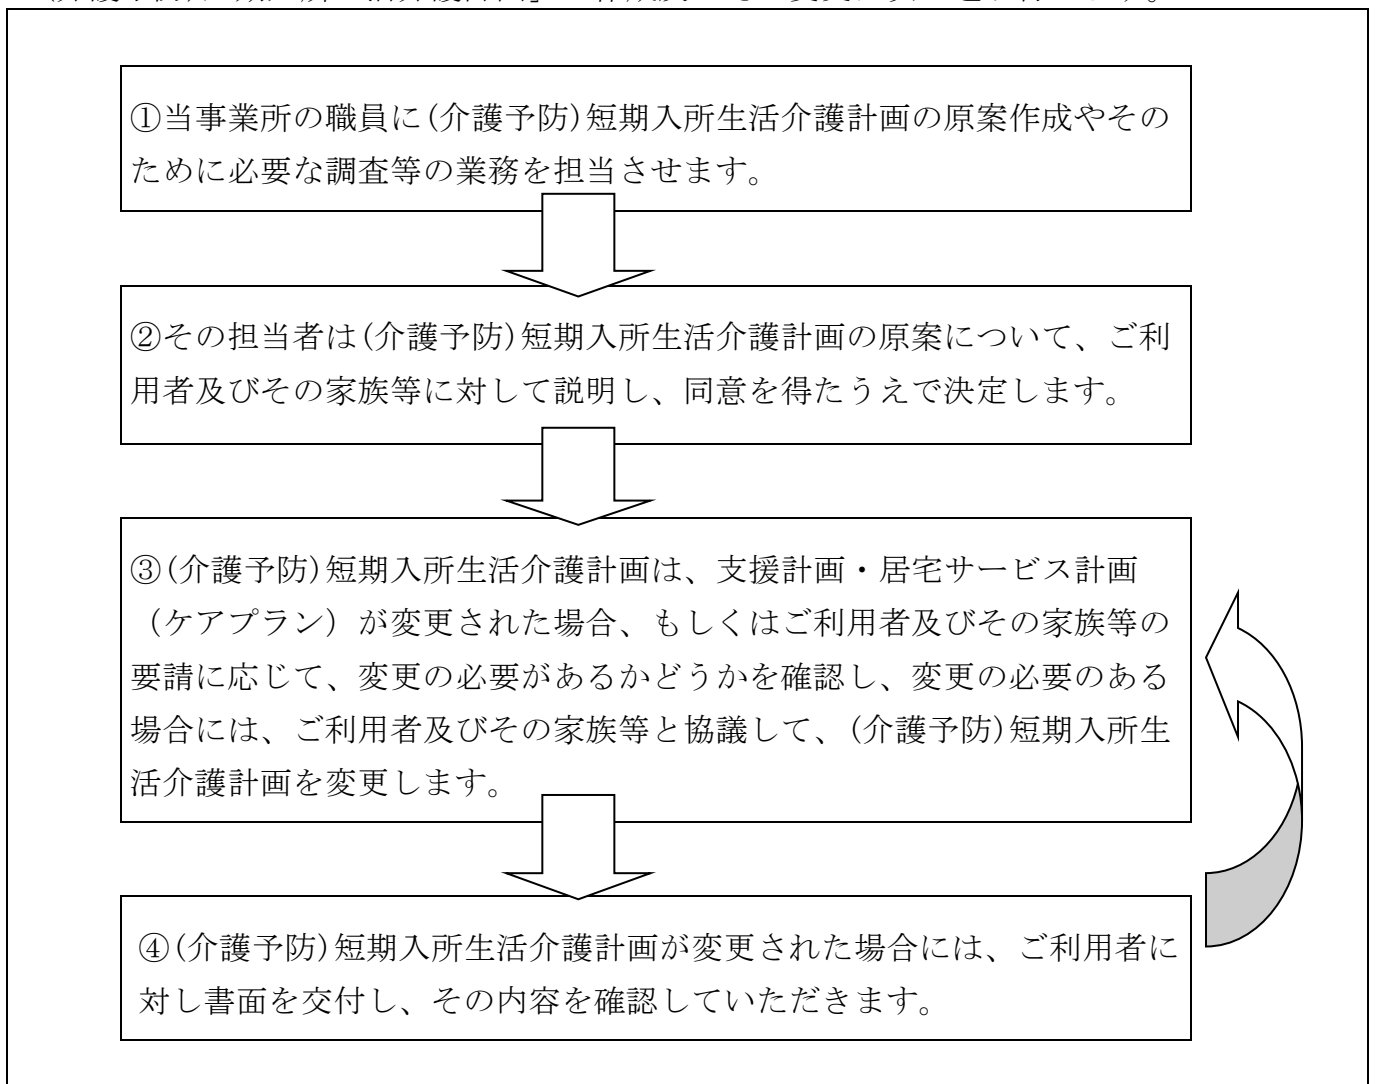 ①当事業所の職員に(介護予防)短期入所生活介護計画の原案作成やその
ために必要な調査等の業務を担当させます。
②その担当者は(介護予防)短期入所生活介護計画の原案について、ご利
用者及びその家族等に対して説明し、同意を得たうえで決定します。
③(介護予防)短期入所生活介護計画は、支援計画・居宅サービス計画
（ケアプラン）が変更された場合、もしくはご利用者及びその家族等の
要請に応じて、変更の必要があるかどうかを確認し、変更の必要のある
場合には、ご利用者及びその家族等と協議して、(介護予防)短期入所生
活介護計画を変更します。
④(介護予防)短期入所生活介護計画が変更された場合には、ご利用者に
対し書面を交付し、その内容を確認していただきます。